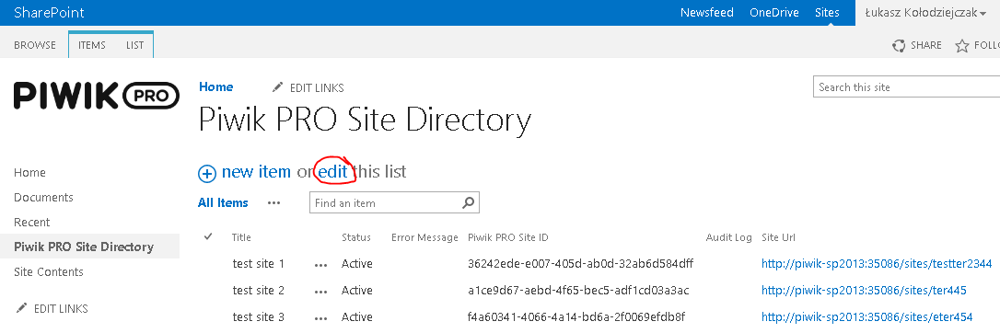 SharePoint Newsfeed OneDrive Sites Łukasz Kołodziejczak
BROWSE ITEMS LIST SHARE FOLL
PIWIK PRO
Home EDIT LINKS
Search this site
Piwik PRO Site Directory
new item or edit this list
All Items ... Find an item
Home
Documents
Recent
Piwik PRO Site Directory
Site Contents
EDIT LINKS
Title Status Error Message Piwik PRO Site ID Audit Log Site Url
test site 1 ... Active 36242ede-e007-405d-ab0d-32ab6d584dff http://piwik-sp2013:35086/sites/testter2344
test site 2 ... Active a1ce9d67-aebd-4f65-bec5-adf1cd03a3ac http://piwik-sp2013:35086/sites/ter445
test site 3 ... Active f4a60341-4066-4a14-bd6a-2f0069efdb8f http://piwik-sp2013:35086/sites/eter454